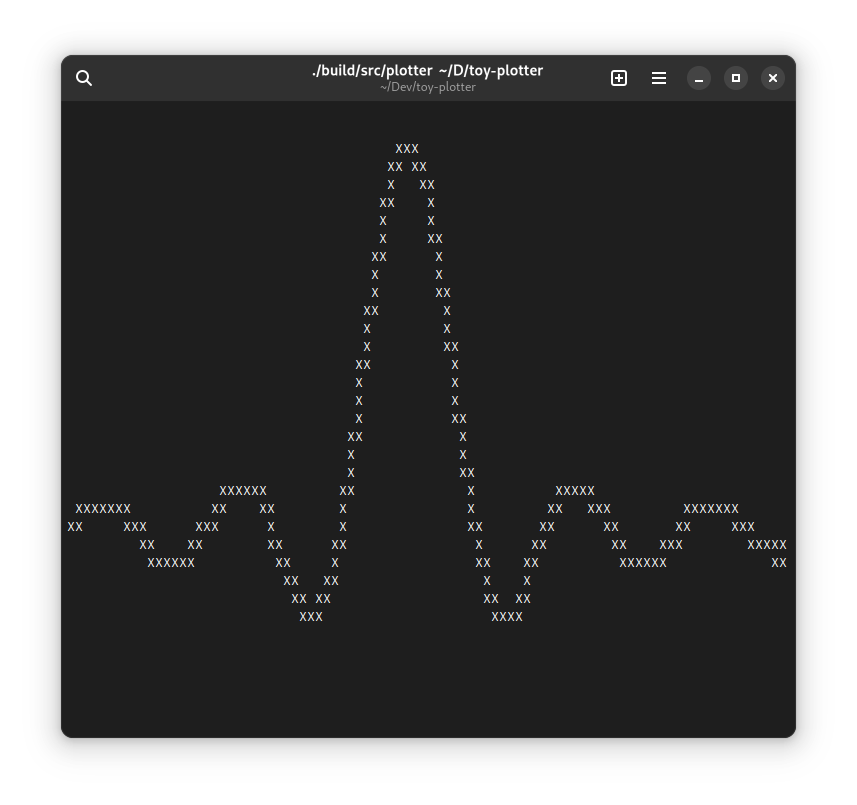 ./build/src/plotter ~/D/toy-plotter
~/Dev/toy-plotter
                                         XXX
                                        XX XX
                                        X   XX
                                       XX    X
                                       X     X
                                       X     XX
                                      XX      X
                                      X       X
                                      X       XX
                                     XX        X
                                     X         X
                                     X         XX
                                    XX          X
                                    X           X
                                    X           X
                                    X           XX
                                   XX            X
                                   X             X
                                   X             XX
                   XXXXXX         XX              X          XXXXX
 XXXXXXX          XX    XX        X               X         XX   XXX         XXXXXXX
XX     XXX      XXX      X        X               XX       XX      XX       XX     XXX
         XX    XX        XX      XX                X      XX        XX    XXX        XXXXX
          XXXXXX          XX     X                 XX    XX          XXXXXX             XX
                           XX   XX                  X    X
                            XX XX                   XX  XX
                             XXX                     XXXX